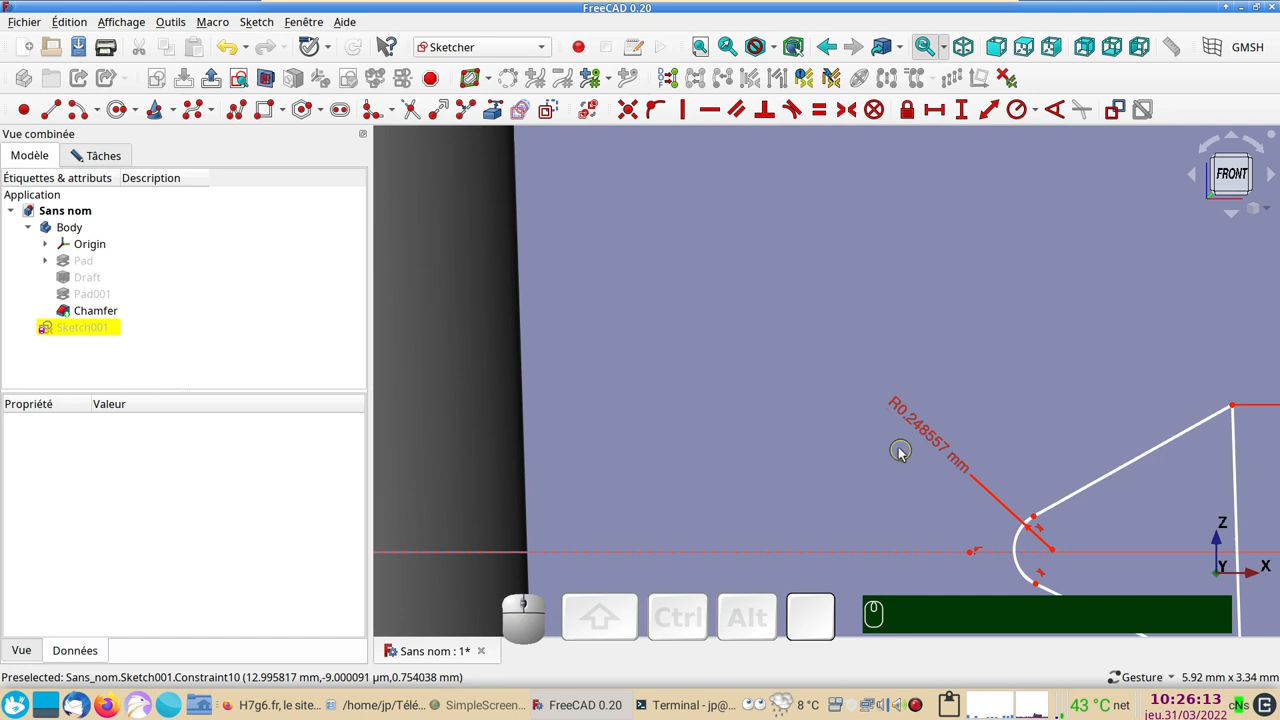 FreeCAD 0.20
Fichier Édition Affichage Outils Macro Sketch Fenêtre Aide
Sketcher
GMSH
Vue combinée
Modèle Tâches
Étiquettes & attributs Description
Application
Sans nom
Body
Origin
Pad
Draft
Pad001
Chamfer
Sketch001
Propriété Valeur
FRONT
R0.248557 mm
Z
Y X
Ctrl Alt
Vue Données
Sans nom : 1*
Preselected: Sans_nom.Sketch001.Constraint10 (12.995817 mm,-9.000091 µm,0.754038 mm)
Gesture 5.92 mm x 3.34 mm
H7g6.fr, le site... /home/jp/Télé... SimpleScreen... FreeCAD 0.20 Terminal - jp@... 8 °C 43 °C net 10:26:13
jeu.31/03/2022 cNs